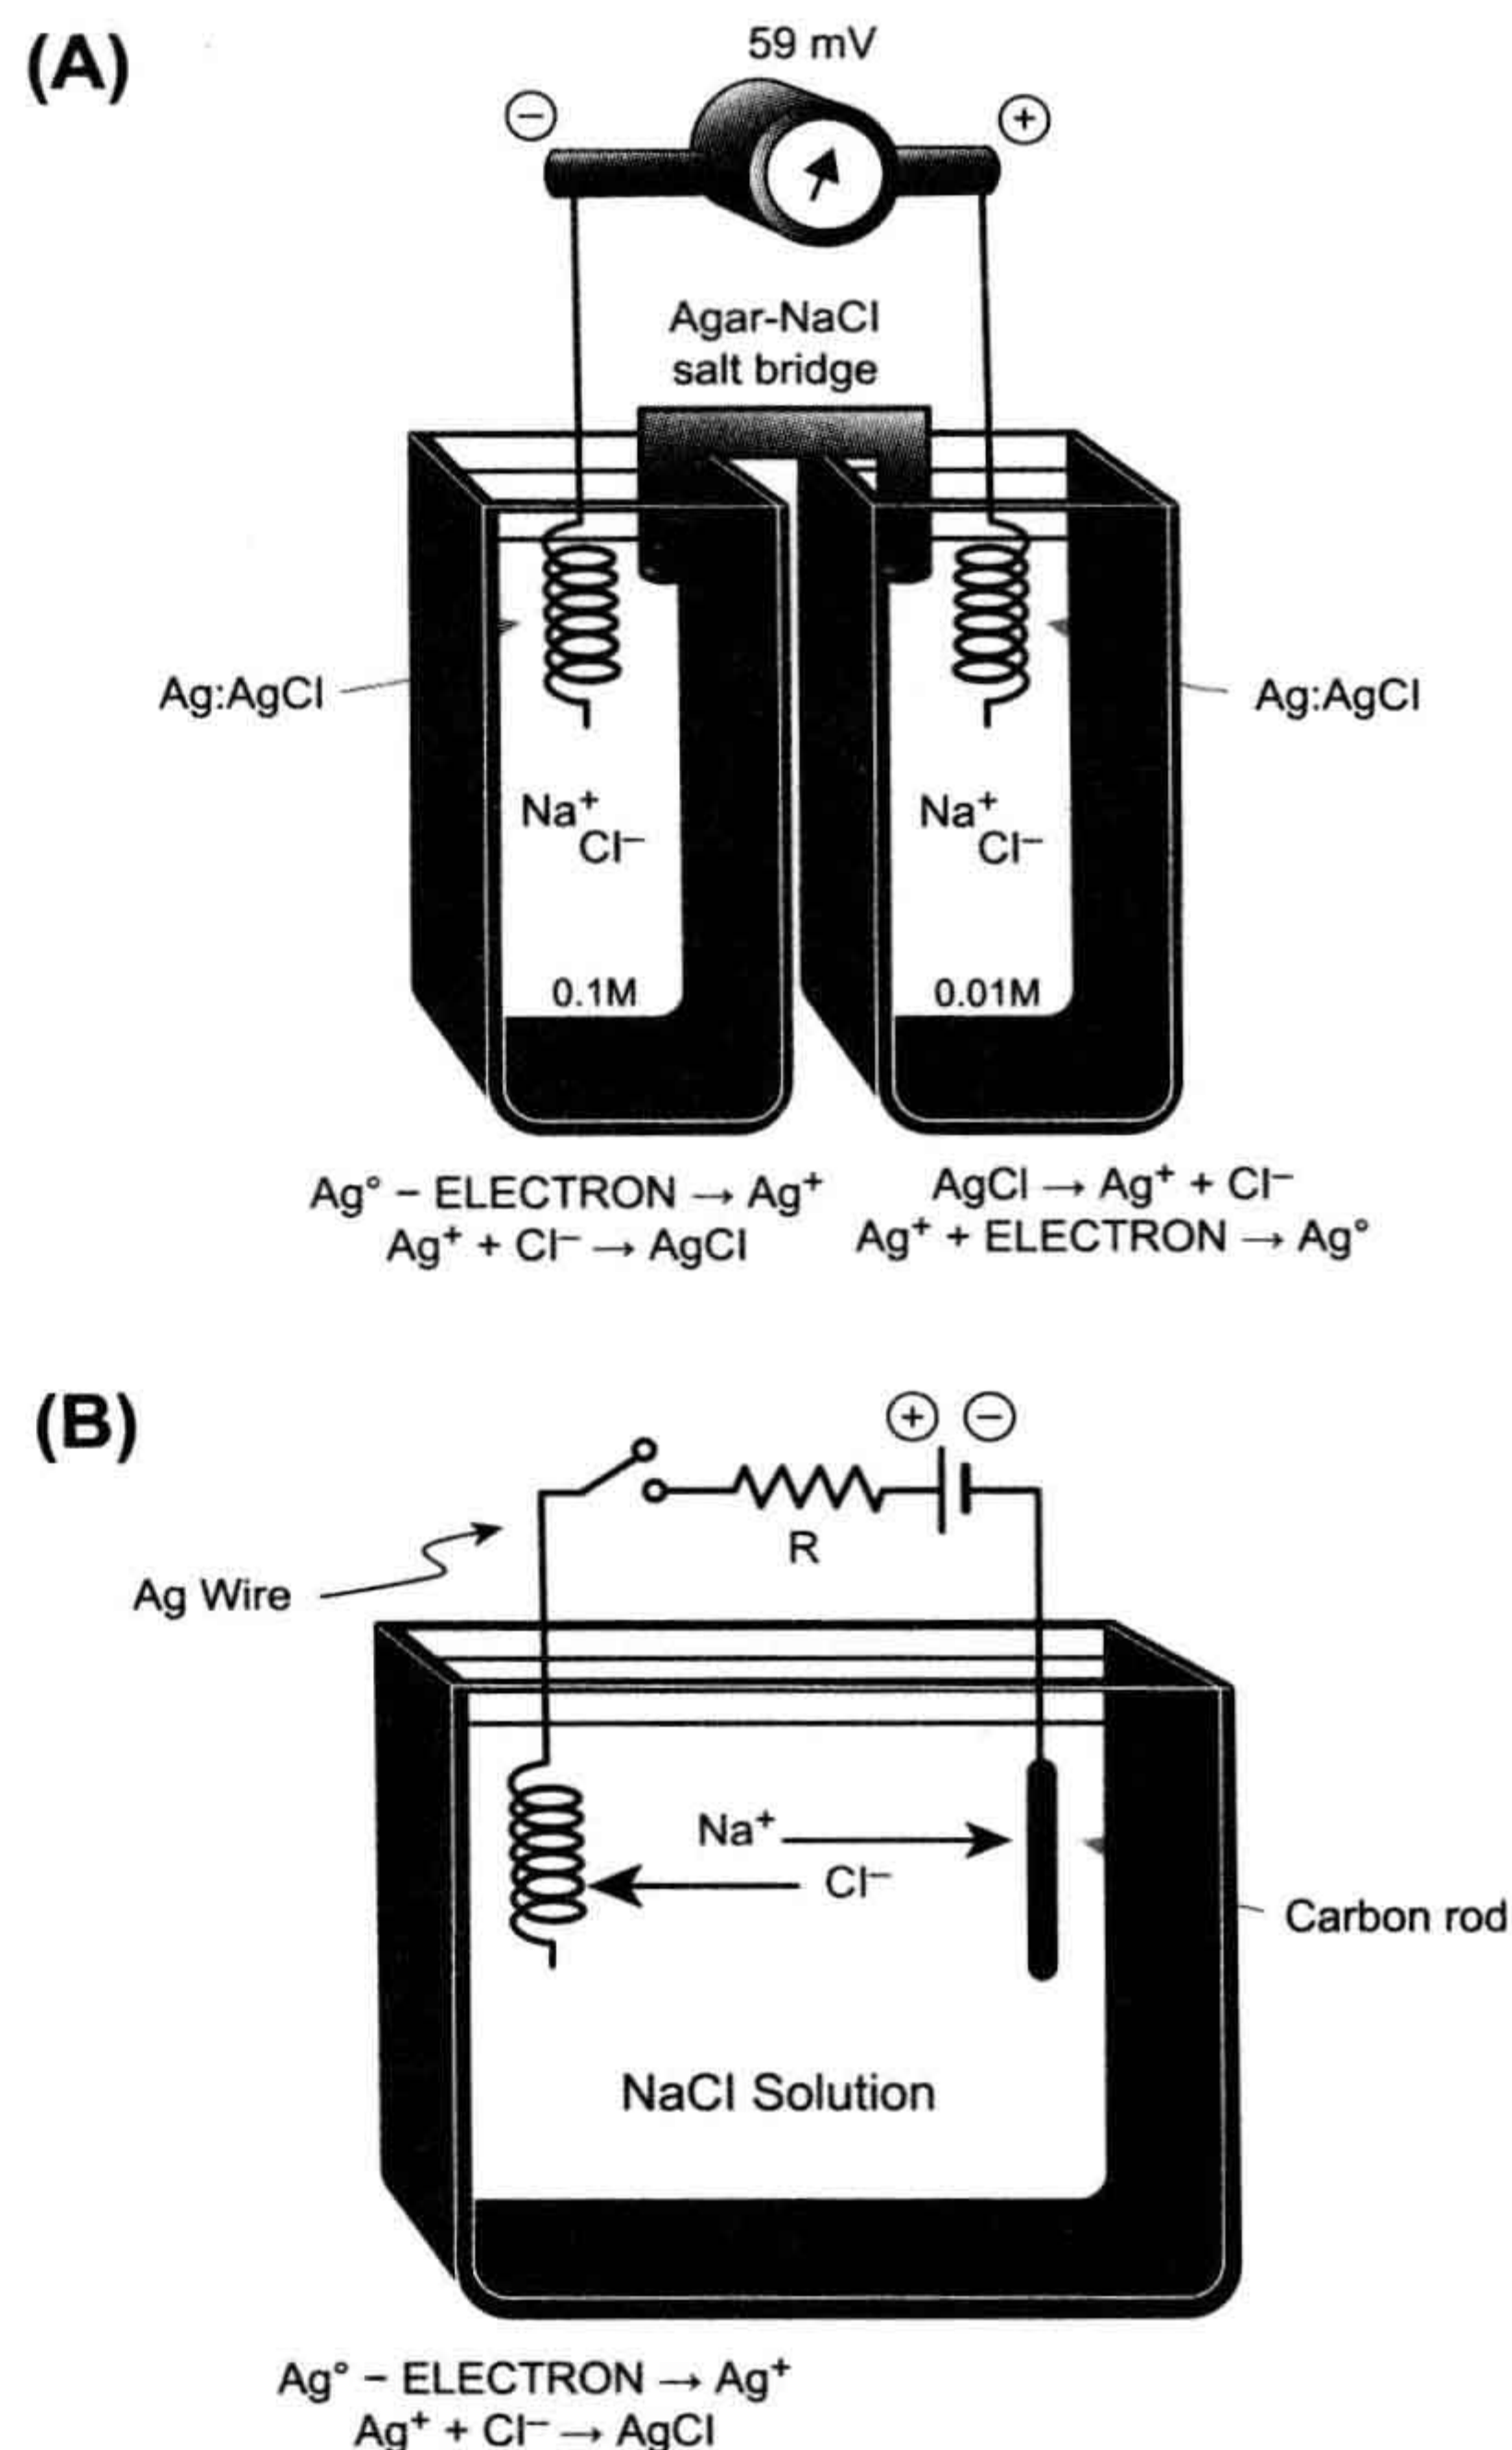 (A)
59 mV
⊖
⊕
Agar-NaCl
salt bridge
Ag:AgCl
Ag:AgCl
Na⁺
Cl⁻
Na⁺
Cl⁻
0.1M
0.01M
Ag° − ELECTRON → Ag⁺
Ag⁺ + Cl⁻ → AgCl
AgCl → Ag⁺ + Cl⁻
Ag⁺ + ELECTRON → Ag°
(B)
⊕ ⊖
R
Ag Wire
Na⁺
Cl⁻
Carbon rod
NaCl Solution
Ag° − ELECTRON → Ag⁺
Ag⁺ + Cl⁻ → AgCl